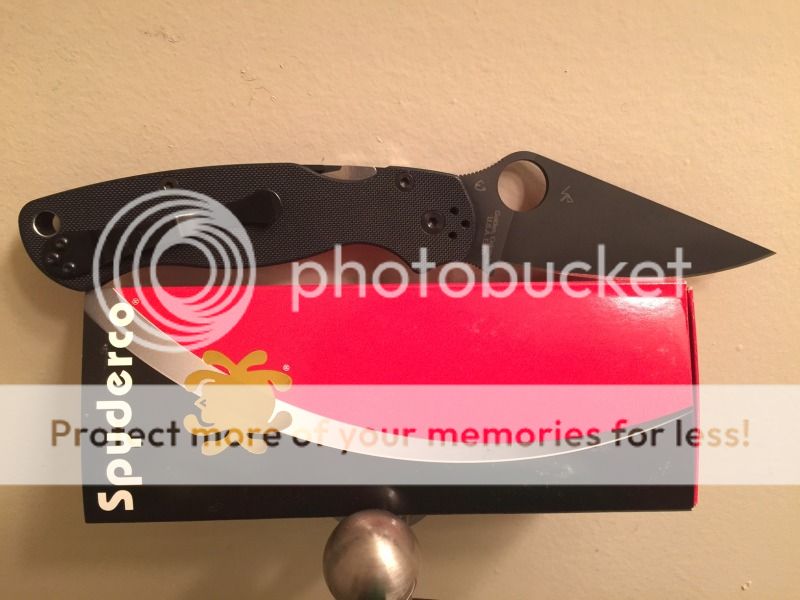 photobucket
Spyderco®
®
Protect more of your memories for less!